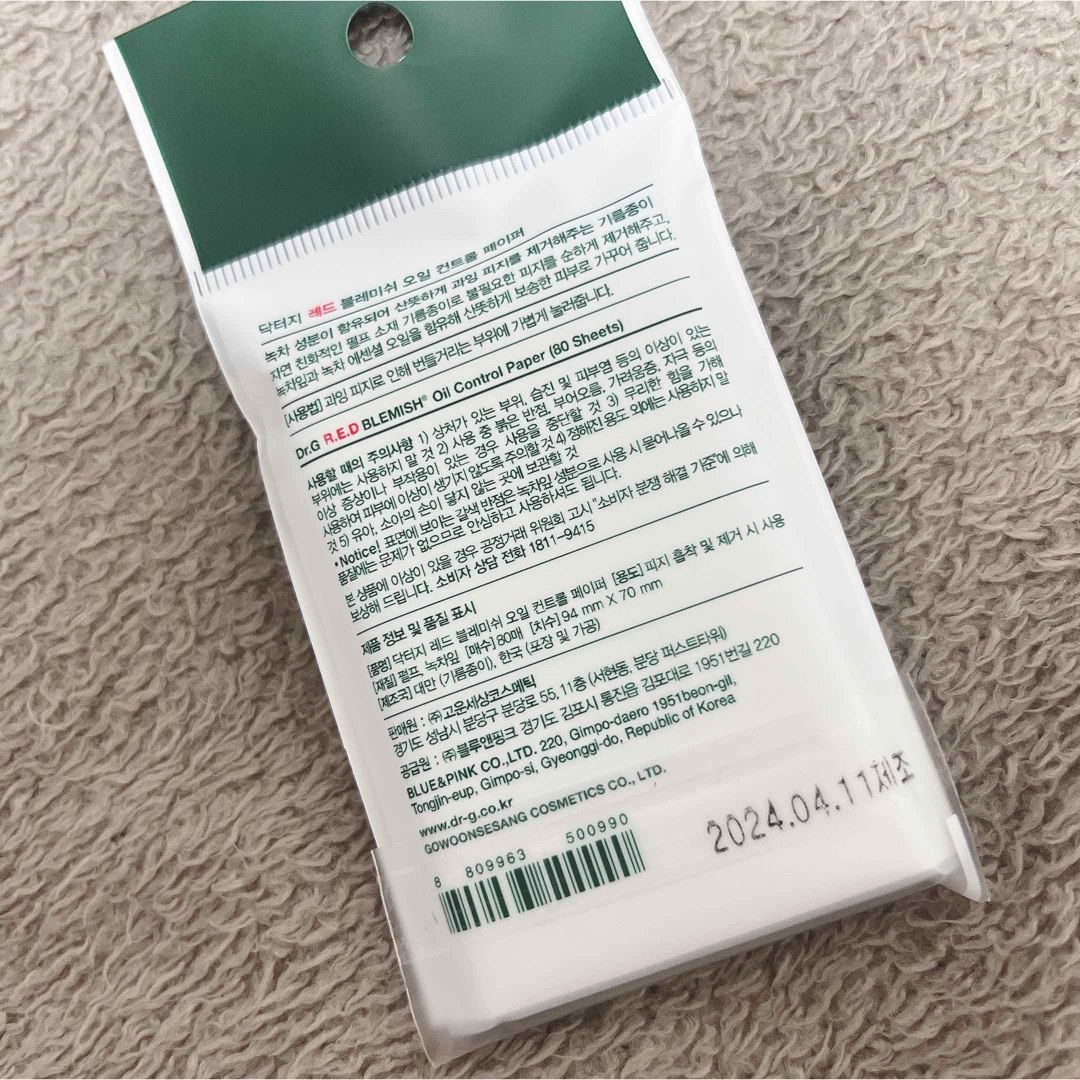 닥터지 레드 블레미쉬 오일 컨트롤 페이퍼
녹차 성분이 함유되어 산뜻하게 과잉 피지를 제거해주는 기름종이
자연 친화적인 펄프 소재 기름종이로 불필요한 피지를 순하게 제거해주고,
녹차잎과 녹차 에센셜 오일을 함유해 산뜻하게 보송한 피부로 가꾸어 줍니다.
[사용법] 과잉 피지로 인해 번들거리는 부위에 가볍게 눌러줍니다.
Dr.G R.E.D BLEMISH® Oil Control Paper (80 Sheets)
사용할 때의 주의사항 1) 상처가 있는 부위, 습진 및 피부염 등의 이상이 있는
부위에는 사용하지 말 것 2) 사용 중 붉은 반점, 부어오름, 가려움증, 자극 등의
이상 증상이나 부작용이 있는 경우 사용을 중단할 것 3) 무리한 힘을 가해
사용하여 피부에 이상이 생기지 않도록 주의할 것 4) 정해진 용도 외에는 사용하지 말
것 5) 유아, 소아의 손이 닿지 않는 곳에 보관할 것
•Notice! 표면에 보이는 갈색 반점은 녹차잎 성분으로 사용 시 묻어나올 수 있으나
품질에는 문제가 없으므로 안심하고 사용하셔도 됩니다.
본 상품에 이상이 있을 경우 공정거래 위원회 고시 "소비자 분쟁 해결 기준"에 의해
보상해 드립니다. 소비자 상담 전화 1811-9415
제품 정보 및 품질 표시
[품명] 닥터지 레드 블레미쉬 오일 컨트롤 페이퍼 [용도] 피지 흡착 및 제거 시 사용
[재질] 펄프, 녹차잎 [매수] 80매 [치수] 94 mm X 70 mm
[제조국] 대만 (기름종이), 한국 (포장 및 가공)
판매원 : ㈜고운세상코스메틱
경기도 성남시 분당구 분당로 55, 11층 (서현동, 분당 퍼스트타워)
공급원 : ㈜블루앤핑크 경기도 김포시 통진읍 김포대로 1951번길 220
BLUE&PINK CO.,LTD. 220, Gimpo-daero 1951beon-gil,
Tongjin-eup, Gimpo-si, Gyeonggi-do, Republic of Korea
www.dr-g.co.kr
GOWOONSESANG COSMETICS CO., LTD.
8 809963 500990
2024.04.11제조